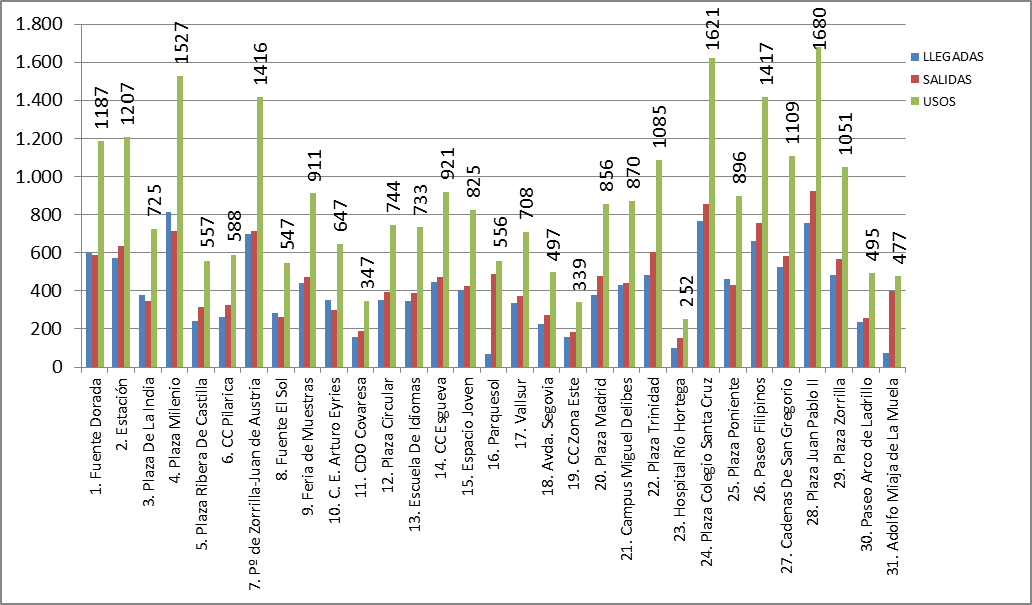 1.800
1.600
1.400
1.200
1.000
800
600
400
200
0
1187
1207
725
1527
557
588
1416
547
911
647
347
744
733
921
825
556
708
497
339
856
870
1085
252
1621
896
1417
1109
1680
1051
495
477
LLEGADAS
SALIDAS
USOS
1. Fuente Dorada
2. Estación
3. Plaza De La India
4. Plaza Milenio
5. Plaza Ribera De Castilla
6. CC Pilarica
7. Pº de Zorrilla-Juan de Austria
8. Fuente El Sol
9. Feria de Muestras
10. C. E. Arturo Eyries
11. CDO Covaresa
12. Plaza Circular
13. Escuela De Idiomas
14. CC Esgueva
15. Espacio Joven
16. Parquesol
17. Vallsur
18. Avda. Segovia
19. CC Zona Este
20. Plaza Madrid
21. Campus Miguel Delibes
22. Plaza Trinidad
23. Hospital Río Hortega
24. Plaza Colegio Santa Cruz
25. Plaza Poniente
26. Paseo Filipinos
27. Cadenas De San Gregorio
28. Plaza Juan Pablo II
29. Plaza Zorrilla
30. Paseo Arco de Ladrillo
31. Adolfo Miaja de La Muela